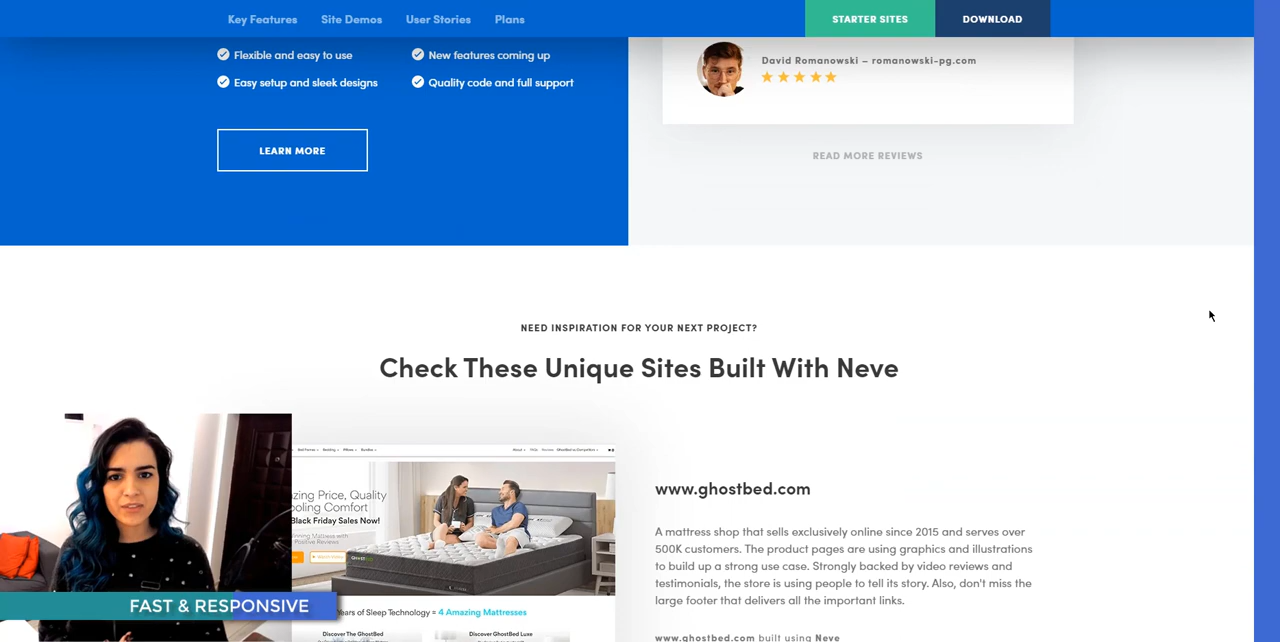 Key Features Site Demos User Stories Plans STARTER SITES DOWNLOAD
Flexible and easy to use New features coming up
Easy setup and sleek designs Quality code and full support
LEARN MORE
David Romanowski – romanowski-pg.com
READ MORE REVIEWS
NEED INSPIRATION FOR YOUR NEXT PROJECT?
Check These Unique Sites Built With Neve
azing Price, Quality
oling Comfort
Black Friday Sales Now!
Years of Sleep Technology = 4 Amazing Mattresses
Discover The GhostBed Discover GhostBed Luxe
www.ghostbed.com
A mattress shop that sells exclusively online since 2015 and serves over
500K customers. The product pages are using graphics and illustrations
to build up a strong use case. Strongly backed by video reviews and
testimonials, the store is using people to tell its story. Also, don't miss the
large footer that delivers all the important links.
www.ghostbed.com built using Neve
FAST & RESPONSIVE